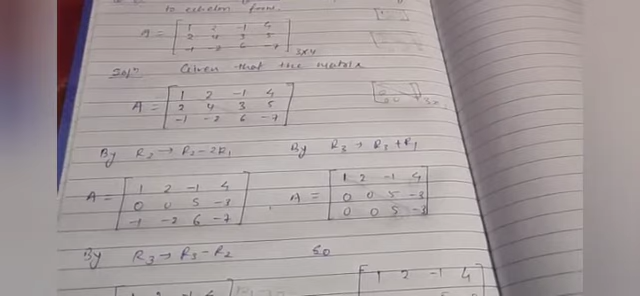 to echelon form.
A = [ 1 2 -1 4
2 4 3 5
-1 -2 6 -7 ] 3x4
Sol? Given that the matrix
A = [ 1 2 -1 4
2 4 3 5
-1 -2 6 -7 ]
By R2 → R2 - 2R1 By R3 → R3 + R1
A = [ 1 2 -1 4
0 0 5 -3
-1 -2 6 -7 ] , A = [ 1 2 -1 4
0 0 5 -3
0 0 5 -3 ]
By R3 → R3 - R2 So
1 2 -1 4